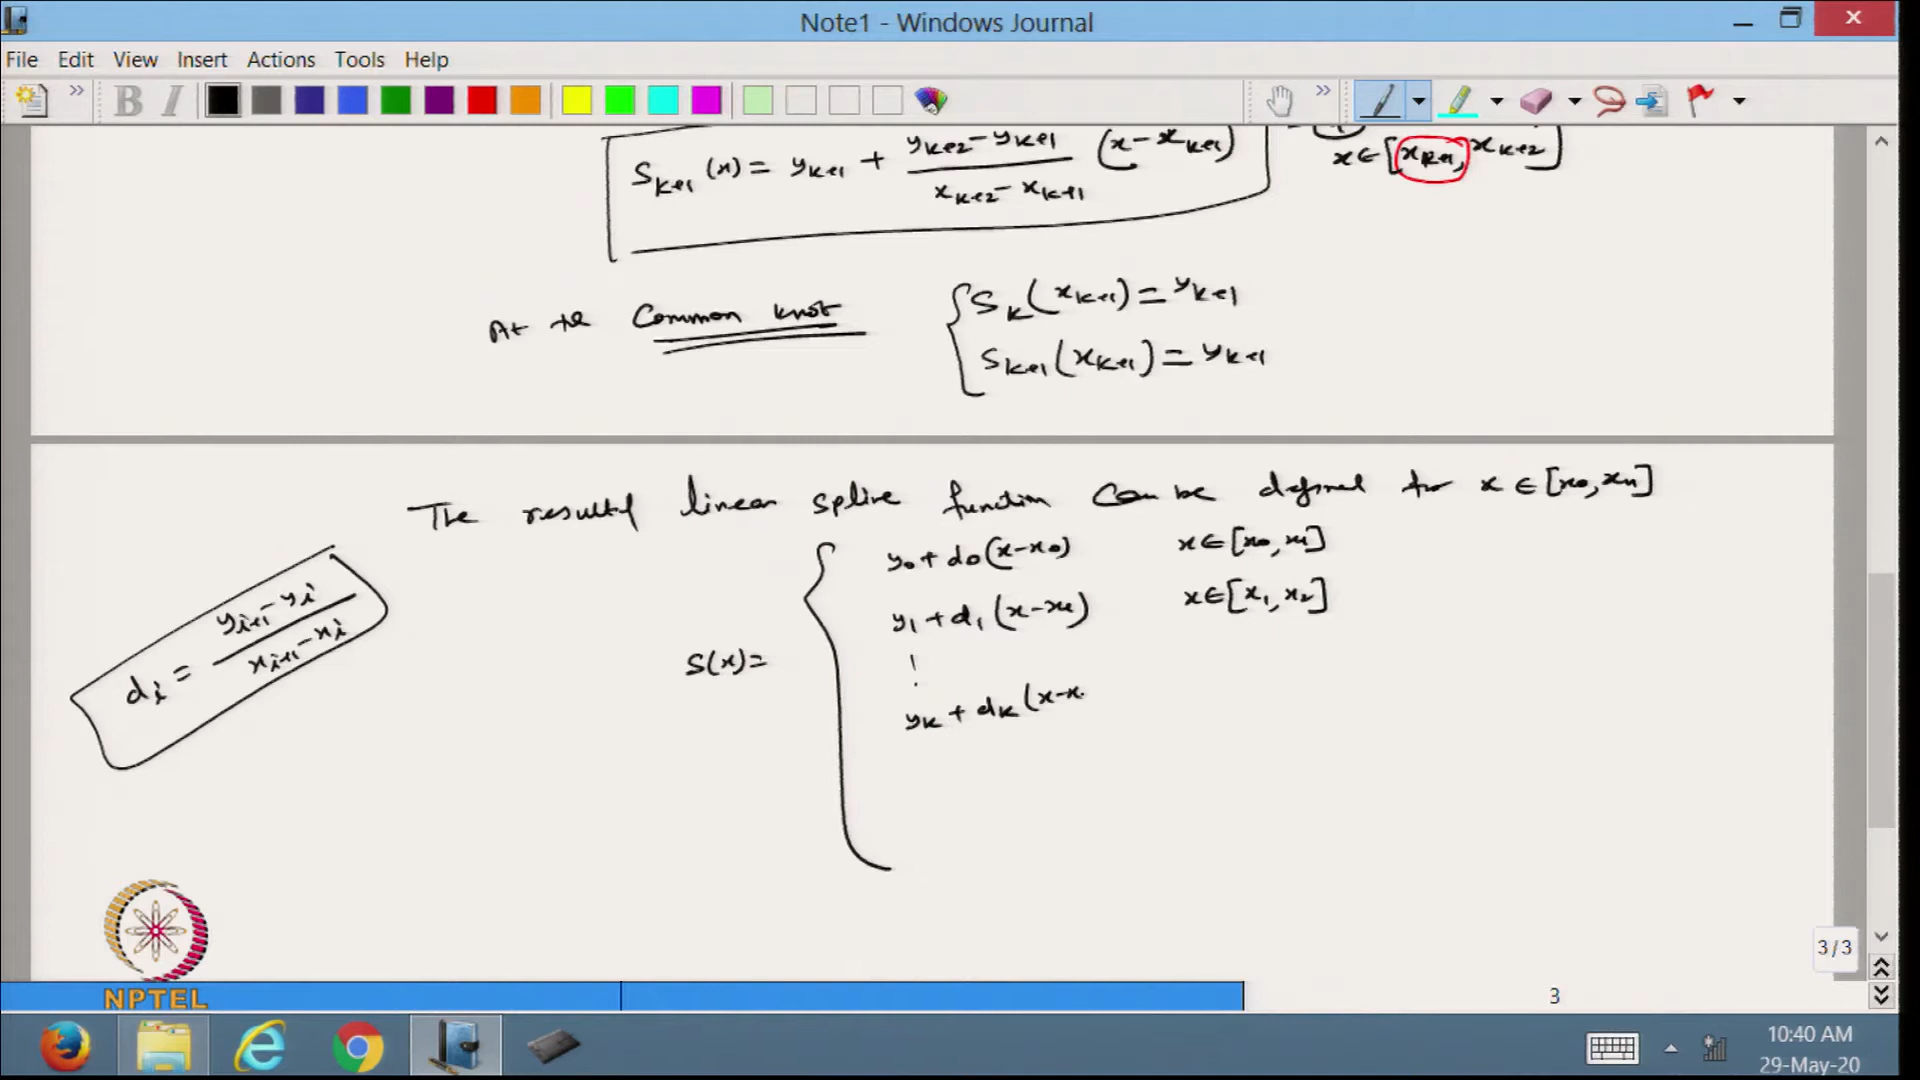 Note1 - Windows Journal
File Edit View Insert Actions Tools Help
B I
S_{k+1}(x) = y_{k+1} + \frac{y_{k+2} - y_{k+1}}{x_{k+2} - x_{k+1}} (x - x_{k+1})
x ∈ [x_{k+1}, x_{k+2}]
At the Common knot
S_k(x_{k+1}) = y_{k+1}
S_{k+1}(x_{k+1}) = y_{k+1}
The linear spline function can be defined for x ∈ [x_0, x_n]
d_i = \frac{y_{i+1} - y_i}{x_{i+1} - x_i}
S(x) =
y_0 + d_0(x - x_0) x ∈ [x_0, x_1]
y_1 + d_1(x - x_1) x ∈ [x_1, x_2]
y_k + d_k(x - x
NPTEL
3/3
3
10:40 AM
29-May-20